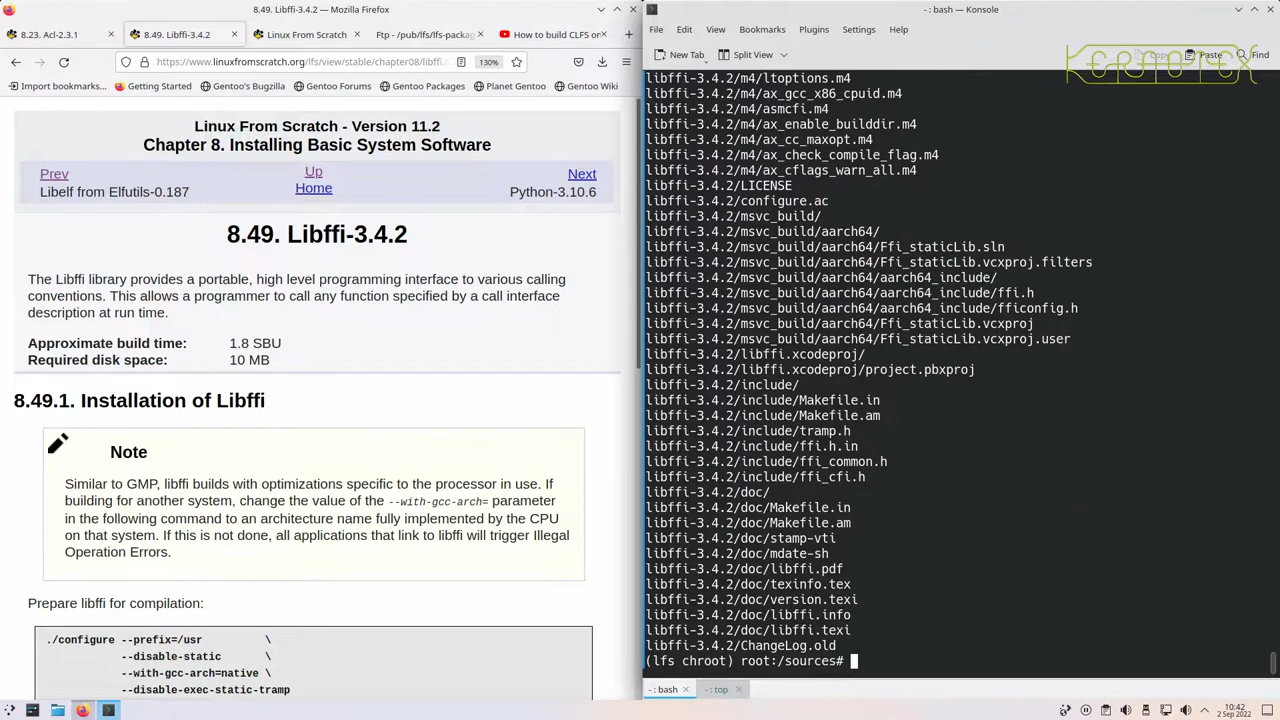 8.49. Libffi-3.4.2 — Mozilla Firefox
8.23. Acl-2.3.1
8.49. Libffi-3.4.2
Linux From Scratch
Ftp - /pub/lfs/lfs-packag
How to build CLFS on
https://www.linuxfromscratch.org/lfs/view/stable/chapter08/libffi.
130%
Import bookmarks...
Getting Started
Gentoo's Bugzilla
Gentoo Forums
Gentoo Packages
Planet Gentoo
Gentoo Wiki
Linux From Scratch - Version 11.2
Chapter 8. Installing Basic System Software
Prev
Up
Next
Libelf from Elfutils-0.187
Home
Python-3.10.6
8.49. Libffi-3.4.2
The Libffi library provides a portable, high level programming interface to various calling
conventions. This allows a programmer to call any function specified by a call interface
description at run time.
Approximate build time: 1.8 SBU
Required disk space: 10 MB
8.49.1. Installation of Libffi
Note
Similar to GMP, libffi builds with optimizations specific to the processor in use. If
building for another system, change the value of the --with-gcc-arch= parameter
in the following command to an architecture name fully implemented by the CPU
on that system. If this is not done, all applications that link to libffi will trigger Illegal
Operation Errors.
Prepare libffi for compilation:
./configure --prefix=/usr \
--disable-static \
--with-gcc-arch=native \
--disable-exec-static-tramp
- : bash — Konsole
File Edit View Bookmarks Plugins Settings Help
New Tab
Split View
Paste
Find
KERNOTEX
libffi-3.4.2/m4/ltoptions.m4
libffi-3.4.2/m4/ax_gcc_x86_cpuid.m4
libffi-3.4.2/m4/asmcfi.m4
libffi-3.4.2/m4/ax_enable_builddir.m4
libffi-3.4.2/m4/ax_cc_maxopt.m4
libffi-3.4.2/m4/ax_check_compile_flag.m4
libffi-3.4.2/m4/ax_cflags_warn_all.m4
libffi-3.4.2/LICENSE
libffi-3.4.2/configure.ac
libffi-3.4.2/msvc_build/
libffi-3.4.2/msvc_build/aarch64/
libffi-3.4.2/msvc_build/aarch64/Ffi_staticLib.sln
libffi-3.4.2/msvc_build/aarch64/Ffi_staticLib.vcxproj.filters
libffi-3.4.2/msvc_build/aarch64/aarch64_include/
libffi-3.4.2/msvc_build/aarch64/aarch64_include/ffi.h
libffi-3.4.2/msvc_build/aarch64/aarch64_include/fficonfig.h
libffi-3.4.2/msvc_build/aarch64/Ffi_staticLib.vcxproj
libffi-3.4.2/msvc_build/aarch64/Ffi_staticLib.vcxproj.user
libffi-3.4.2/libffi.xcodeproj/
libffi-3.4.2/libffi.xcodeproj/project.pbxproj
libffi-3.4.2/include/
libffi-3.4.2/include/Makefile.in
libffi-3.4.2/include/Makefile.am
libffi-3.4.2/include/tramp.h
libffi-3.4.2/include/ffi.h.in
libffi-3.4.2/include/ffi_common.h
libffi-3.4.2/include/ffi_cfi.h
libffi-3.4.2/doc/
libffi-3.4.2/doc/Makefile.in
libffi-3.4.2/doc/Makefile.am
libffi-3.4.2/doc/stamp-vti
libffi-3.4.2/doc/mdate-sh
libffi-3.4.2/doc/libffi.pdf
libffi-3.4.2/doc/texinfo.tex
libffi-3.4.2/doc/version.texi
libffi-3.4.2/doc/libffi.info
libffi-3.4.2/doc/libffi.texi
libffi-3.4.2/ChangeLog.old
(lfs chroot) root:/sources#
- : bash
- : top
10:42
2 Sep 2022